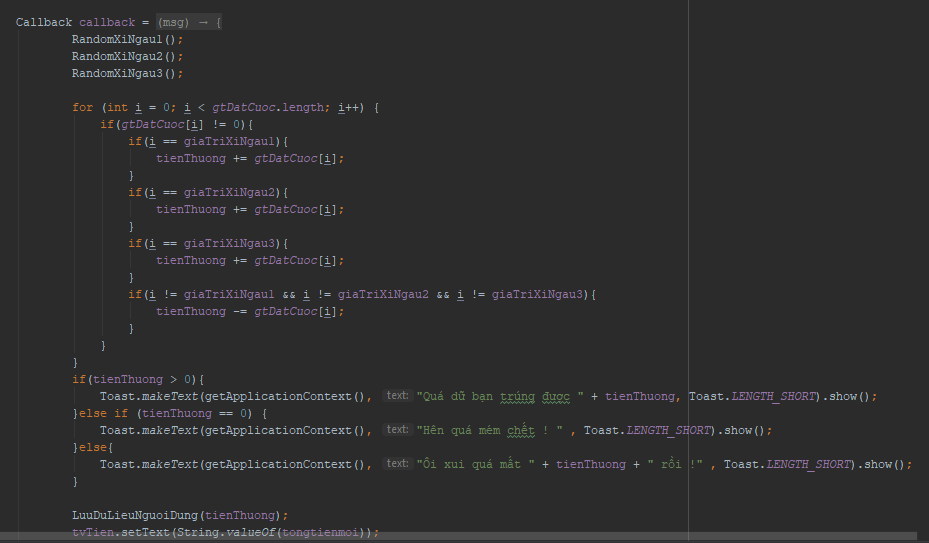 Callback callback = (msg) → {
RandomXiNgau1();
RandomXiNgau2();
RandomXiNgau3();
for (int i = 0; i < gtDatCuoc.length; i++) {
if(gtDatCuoc[i] != 0){
if(i == giaTriXiNgau1){
tienThuong += gtDatCuoc[i];
}
if(i == giaTriXiNgau2){
tienThuong += gtDatCuoc[i];
}
if(i == giaTriXiNgau3){
tienThuong += gtDatCuoc[i];
}
if(i != giaTriXiNgau1 && i != giaTriXiNgau2 && i != giaTriXiNgau3){
tienThuong -= gtDatCuoc[i];
}
}
}
if(tienThuong > 0){
Toast.makeText(getApplicationContext(), text: "Quá dữ bạn trúng được " + tienThuong, Toast.LENGTH_SHORT).show();
}else if (tienThuong == 0) {
Toast.makeText(getApplicationContext(), text: "Hên quá mém chết ! " , Toast.LENGTH_SHORT).show();
}else{
Toast.makeText(getApplicationContext(), text: "Ôi xui quá mất " + tienThuong + " rồi !" , Toast.LENGTH_SHORT).show();
}
LuuDuLieuNguoiDung(tienThuong);
tvTien.setText(String.valueOf(tongtienmoi));